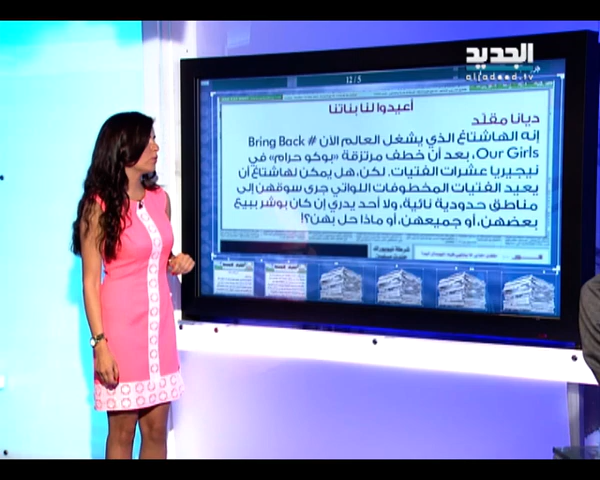 الجديد
aljadeed.tv
12/5
أعيدوا لنا بناتنا
ديانا مقلّد
إنه الهاشتاغ الذي يشغل العالم الآن # Bring Back
Our Girls، بعد أن خطف مرتزقة «بوكو حرام» في
نيجيريا عشرات الفتيات. لكن، هل يمكن لهاشتاغ أن
يعيد الفتيات المخطوفات اللواتي جرى سوقهن إلى
مناطق حدودية نائية، ولا أحد يدري إن كان بوشر ببيع
بعضهن، أو جميعهن، أو ماذا حل بهن؟!